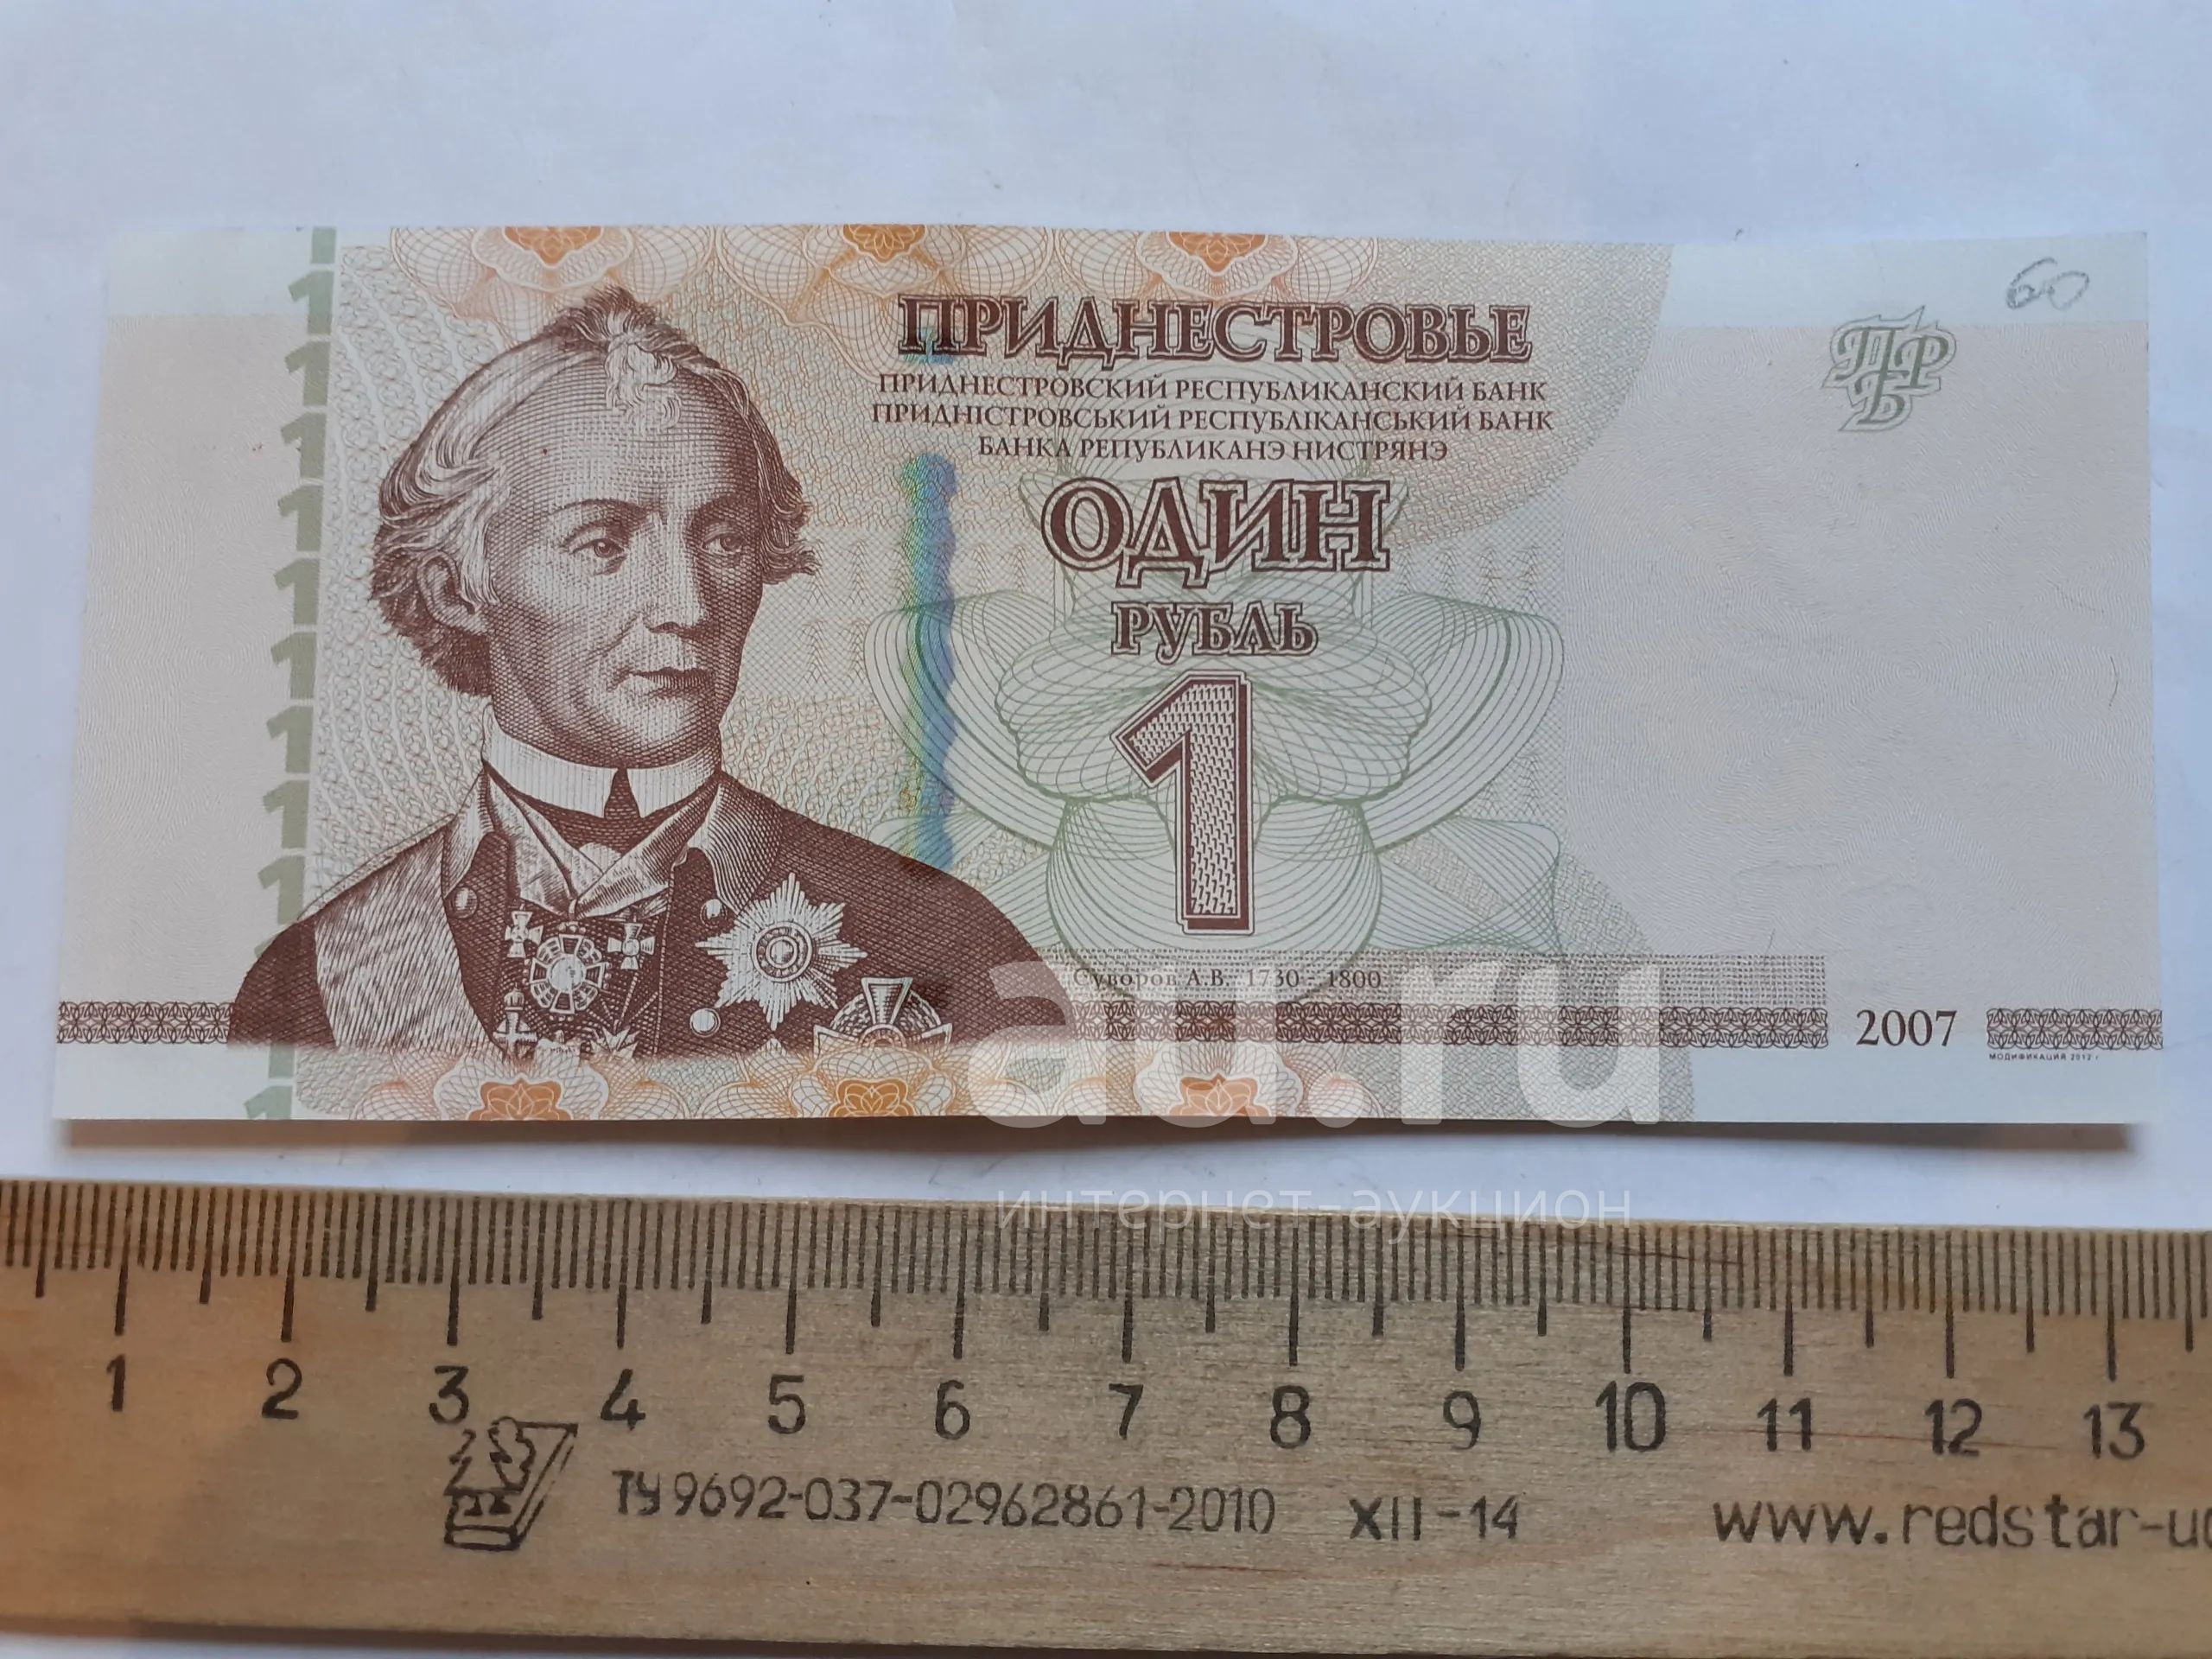 ПРИДНЕСТРОВЬЕ
60
ПРБ
ПРИДНЕСТРОВСКИЙ РЕСПУБЛИКАНСКИЙ БАНК
ПРИДНІСТРОВСЬКИЙ РЕСПУБЛІКАНСЬКИЙ БАНК
БАНКА РЕПУБЛИКАНЭ НИСТРЯНЭ
ОДИН
РУБЛЬ
1
Суворов А.В. 1730 - 1800
2007
МОДИФИКАЦИЯ 2012 г.
au.ru
интернет-аукцион
1 2 3 4 5 6 7 8 9 10 11 12 13
ТУ 9692-037-02962861-2010 XII-14 www.redstar-